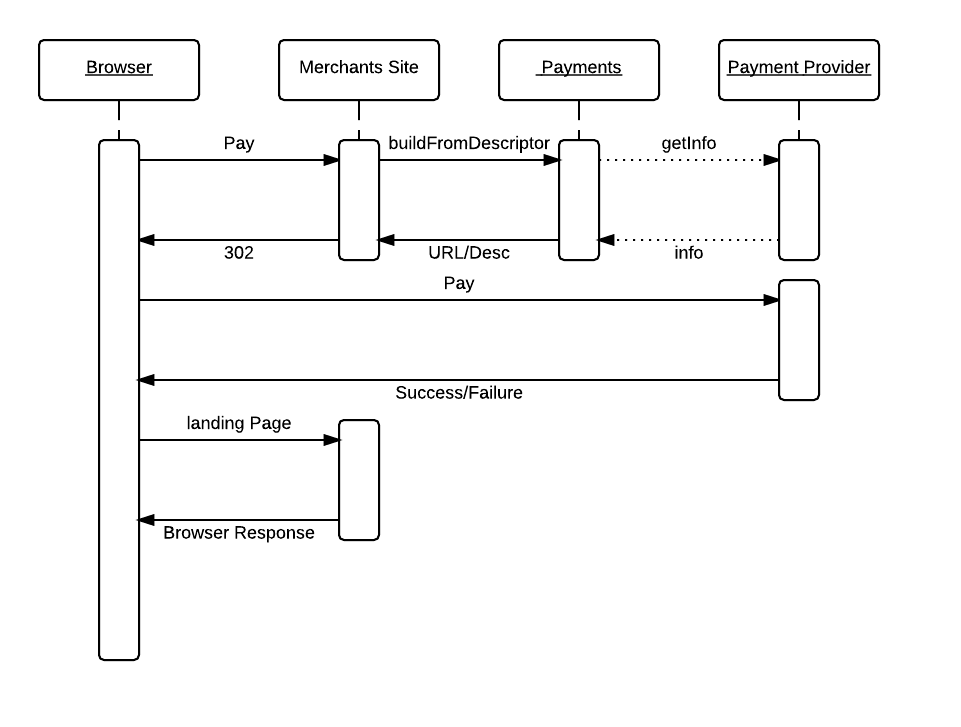 Browser
Merchants Site
Payments
Payment Provider
Pay
buildFromDescriptor
getInfo
302
URL/Desc
info
Pay
Success/Failure
landing Page
Browser Response